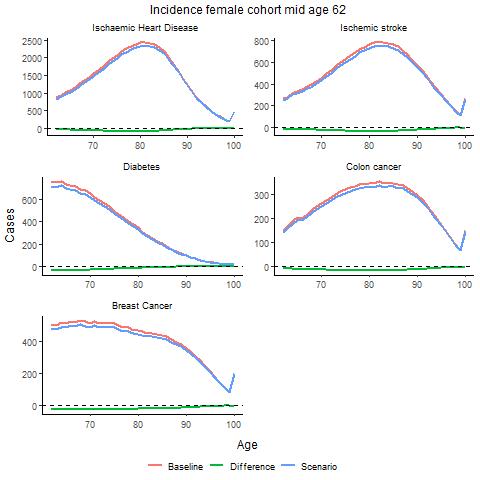 Incidence female cohort mid age 62
Ischaemic Heart Disease
Ischemic stroke
2500
2000
1500
1000
500
0
70 80 90 100
800
600
400
200
0
70 80 90 100
Diabetes
Colon cancer
600
400
200
0
70 80 90 100
300
200
100
0
70 80 90 100
Breast Cancer
400
200
0
70 80 90 100
Cases
Age
Baseline Difference Scenario